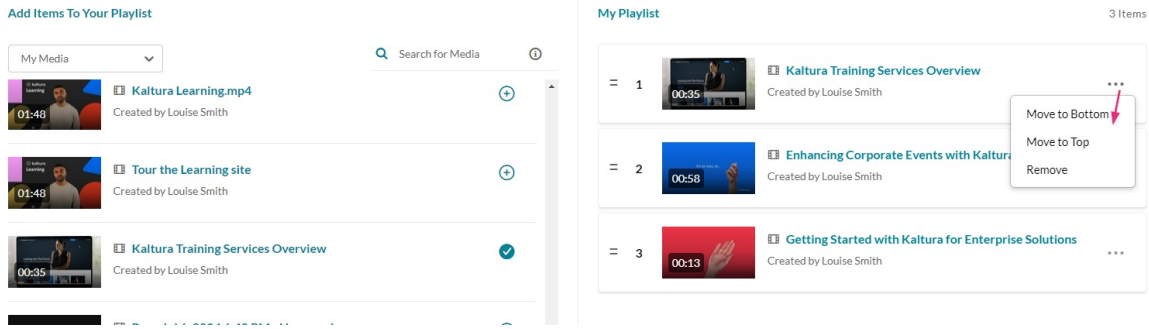 Add Items To Your Playlist
My Media
Search for Media
01:48
Kaltura Learning.mp4
Created by Louise Smith
01:48
Tour the Learning site
Created by Louise Smith
00:35
Kaltura Training Services Overview
Created by Louise Smith
My Playlist
3 Items
1
00:35
Kaltura Training Services Overview
Created by Louise Smith
Move to Bottom
Move to Top
Remove
2
00:58
Enhancing Corporate Events with Kaltura
Created by Louise Smith
3
00:13
Getting Started with Kaltura for Enterprise Solutions
Created by Louise Smith